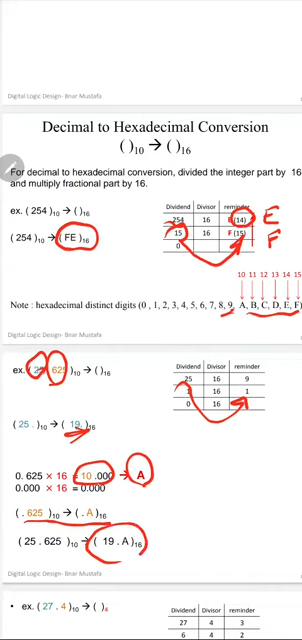 Digital Logic Design- Bnar Mustafa
Decimal to Hexadecimal Conversion
( )10 → ( )16
For decimal to hexadecimal conversion, divided the integer part by 16
and multiply fractional part by 16.
ex. (254)10 → ( )16
(254)10 → (FE)16
Dividend Divisor reminder
254 16 E(14) E
15 16 F (15) F
0
10 11 12 13 14 15
Note : hexadecimal distinct digits (0 , 1, 2, 3, 4, 5, 6, 7, 8, 9, A, B, C, D, E, F)
Digital Logic Design- Bnar Mustafa
ex. (25 . 625 )10 → ( )16
Dividend Divisor reminder
25 16 9
1 16 1
0 16
(25 . )10 → ( 19. )16
0. 625 × 16 = 10 .000 → A
0.000 × 16 = 0.000
(. 625 )10 → (. A )16
(25 . 625 )10 → ( 19 . A )16
Digital Logic Design- Bnar Mustafa
• ex. (27 . 4 )10 → ( )4
Dividend Divisor reminder
27 4 3
6 4 2